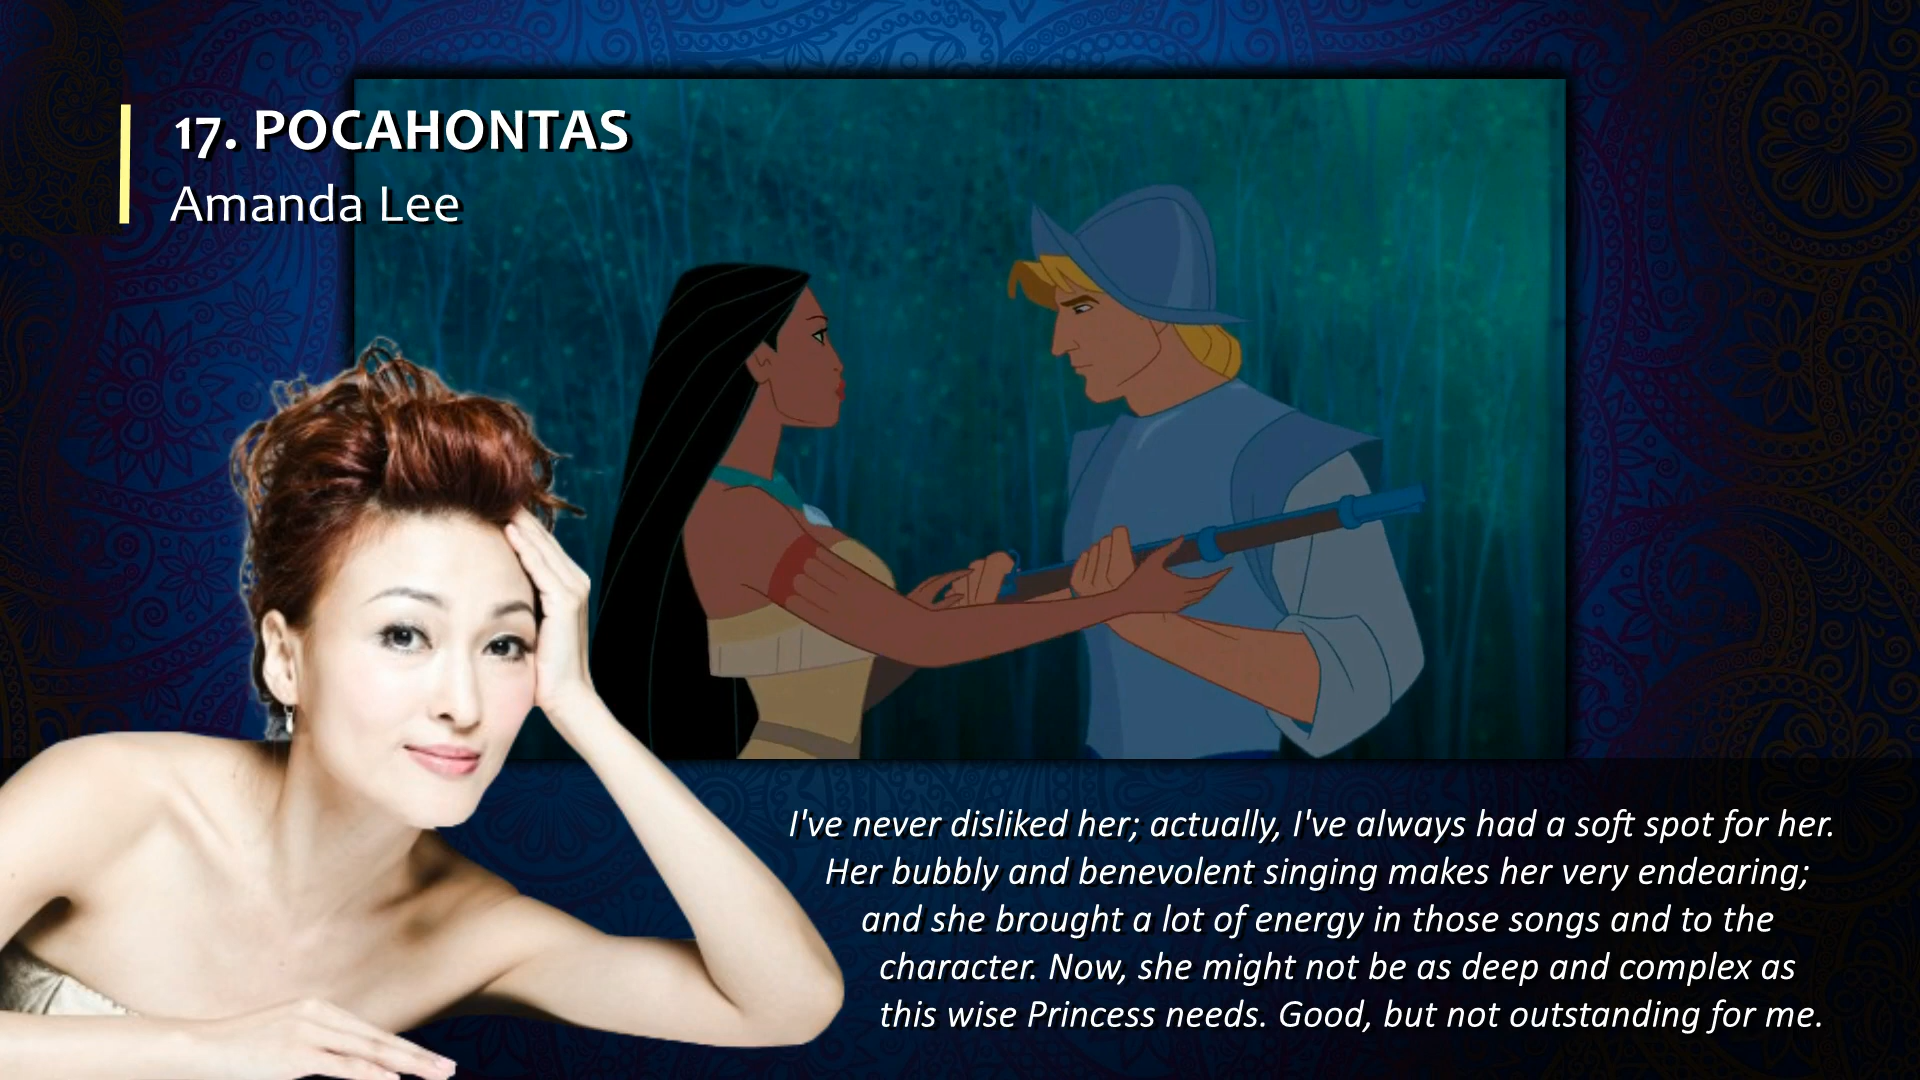 17. POCAHONTAS
Amanda Lee
I've never disliked her; actually, I've always had a soft spot for her.
Her bubbly and benevolent singing makes her very endearing;
and she brought a lot of energy in those songs and to the
character. Now, she might not be as deep and complex as
this wise Princess needs. Good, but not outstanding for me.